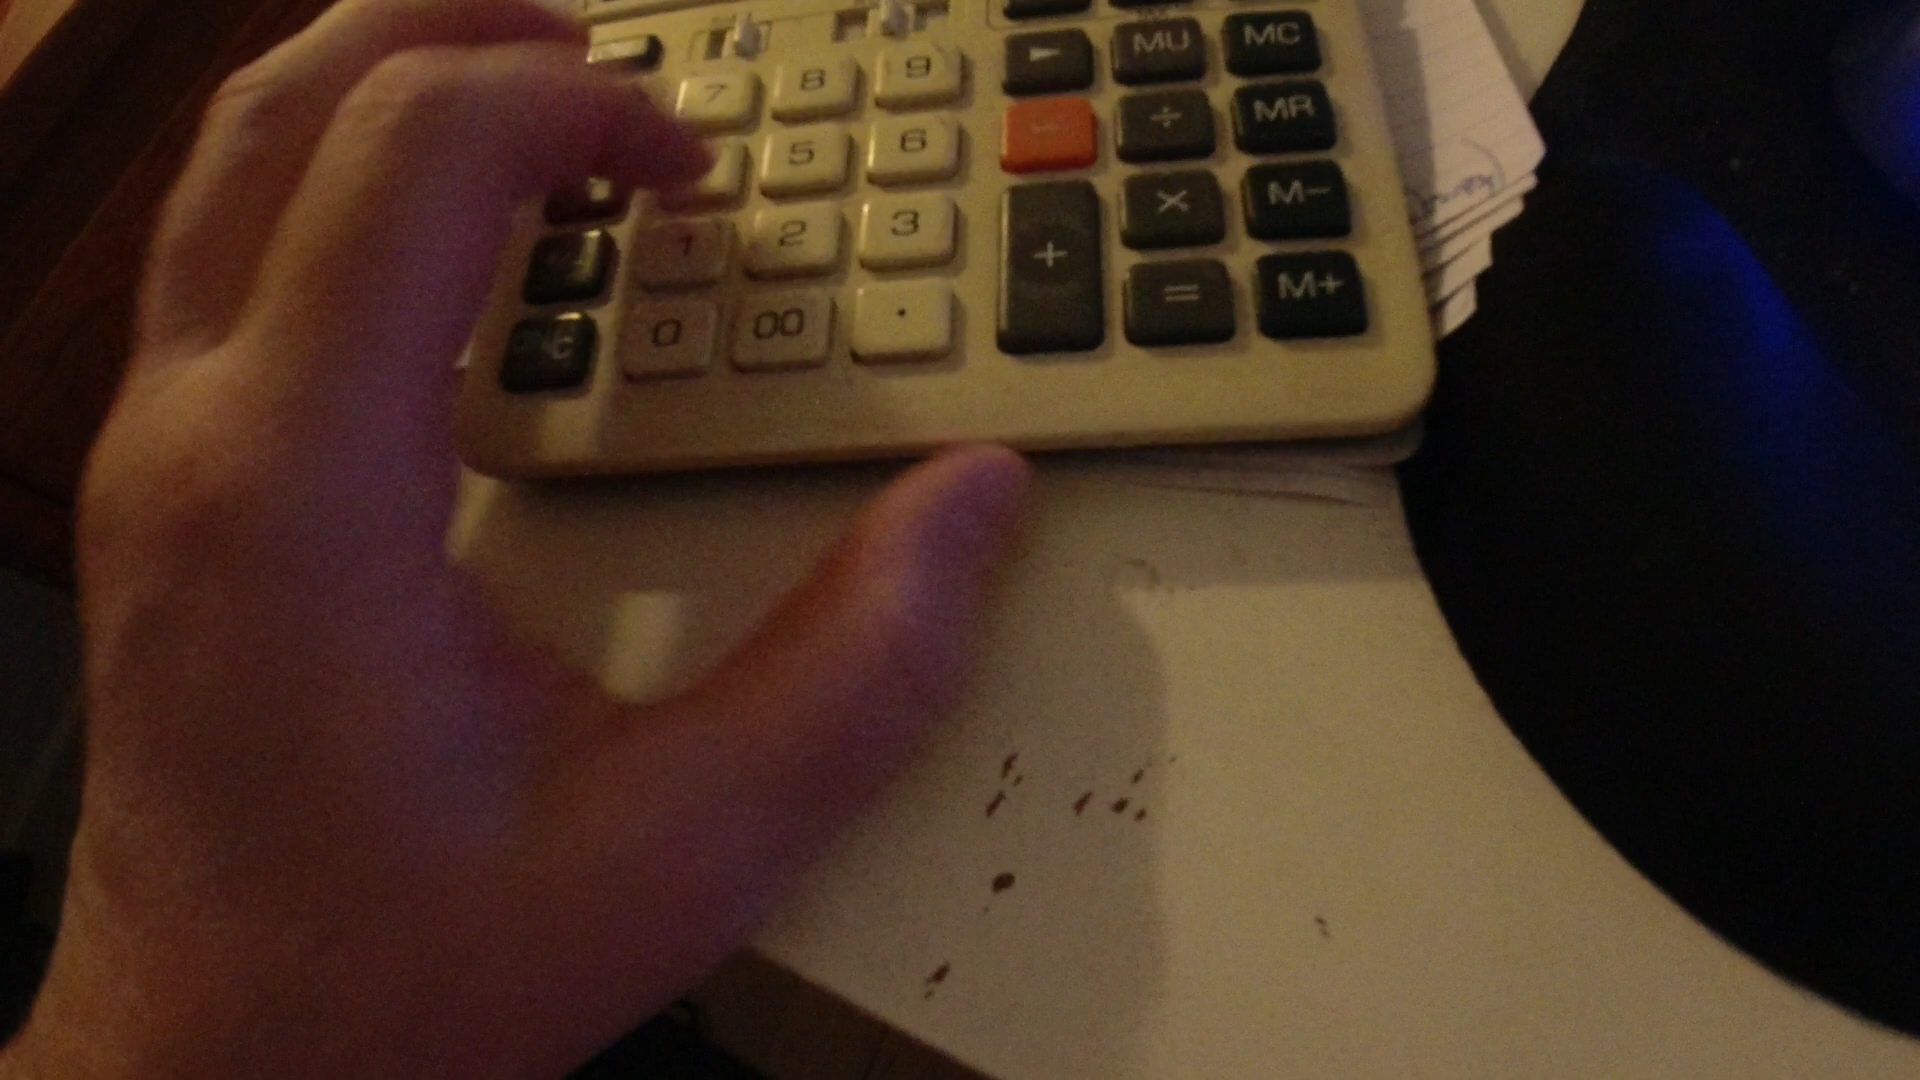 ► MU MC
7 8 9
− ÷ MR
5 6
× M−
1 2 3
+ = M+
C 0 00 .